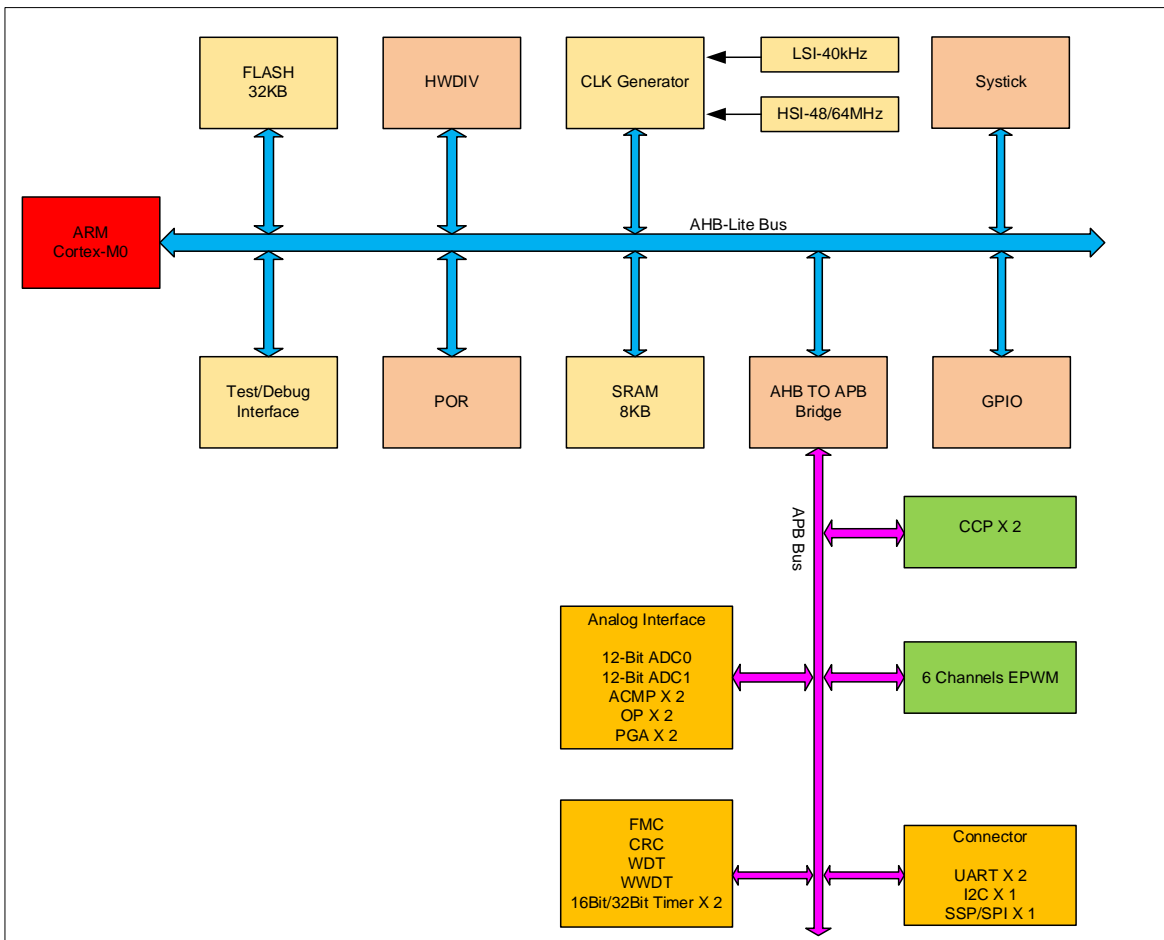 FLASH
32KB
HWDIV
CLK Generator
LSI-40kHz
HSI-48/64MHz
Systick
ARM
Cortex-M0
AHB-Lite Bus
Test/Debug
Interface
POR
SRAM
8KB
AHB TO APB
Bridge
GPIO
APB Bus
CCP X 2
Analog Interface
12-Bit ADC0
12-Bit ADC1
ACMP X 2
OP X 2
PGA X 2
6 Channels EPWM
FMC
CRC
WDT
WWDT
16Bit/32Bit Timer X 2
Connector
UART X 2
I2C X 1
SSP/SPI X 1